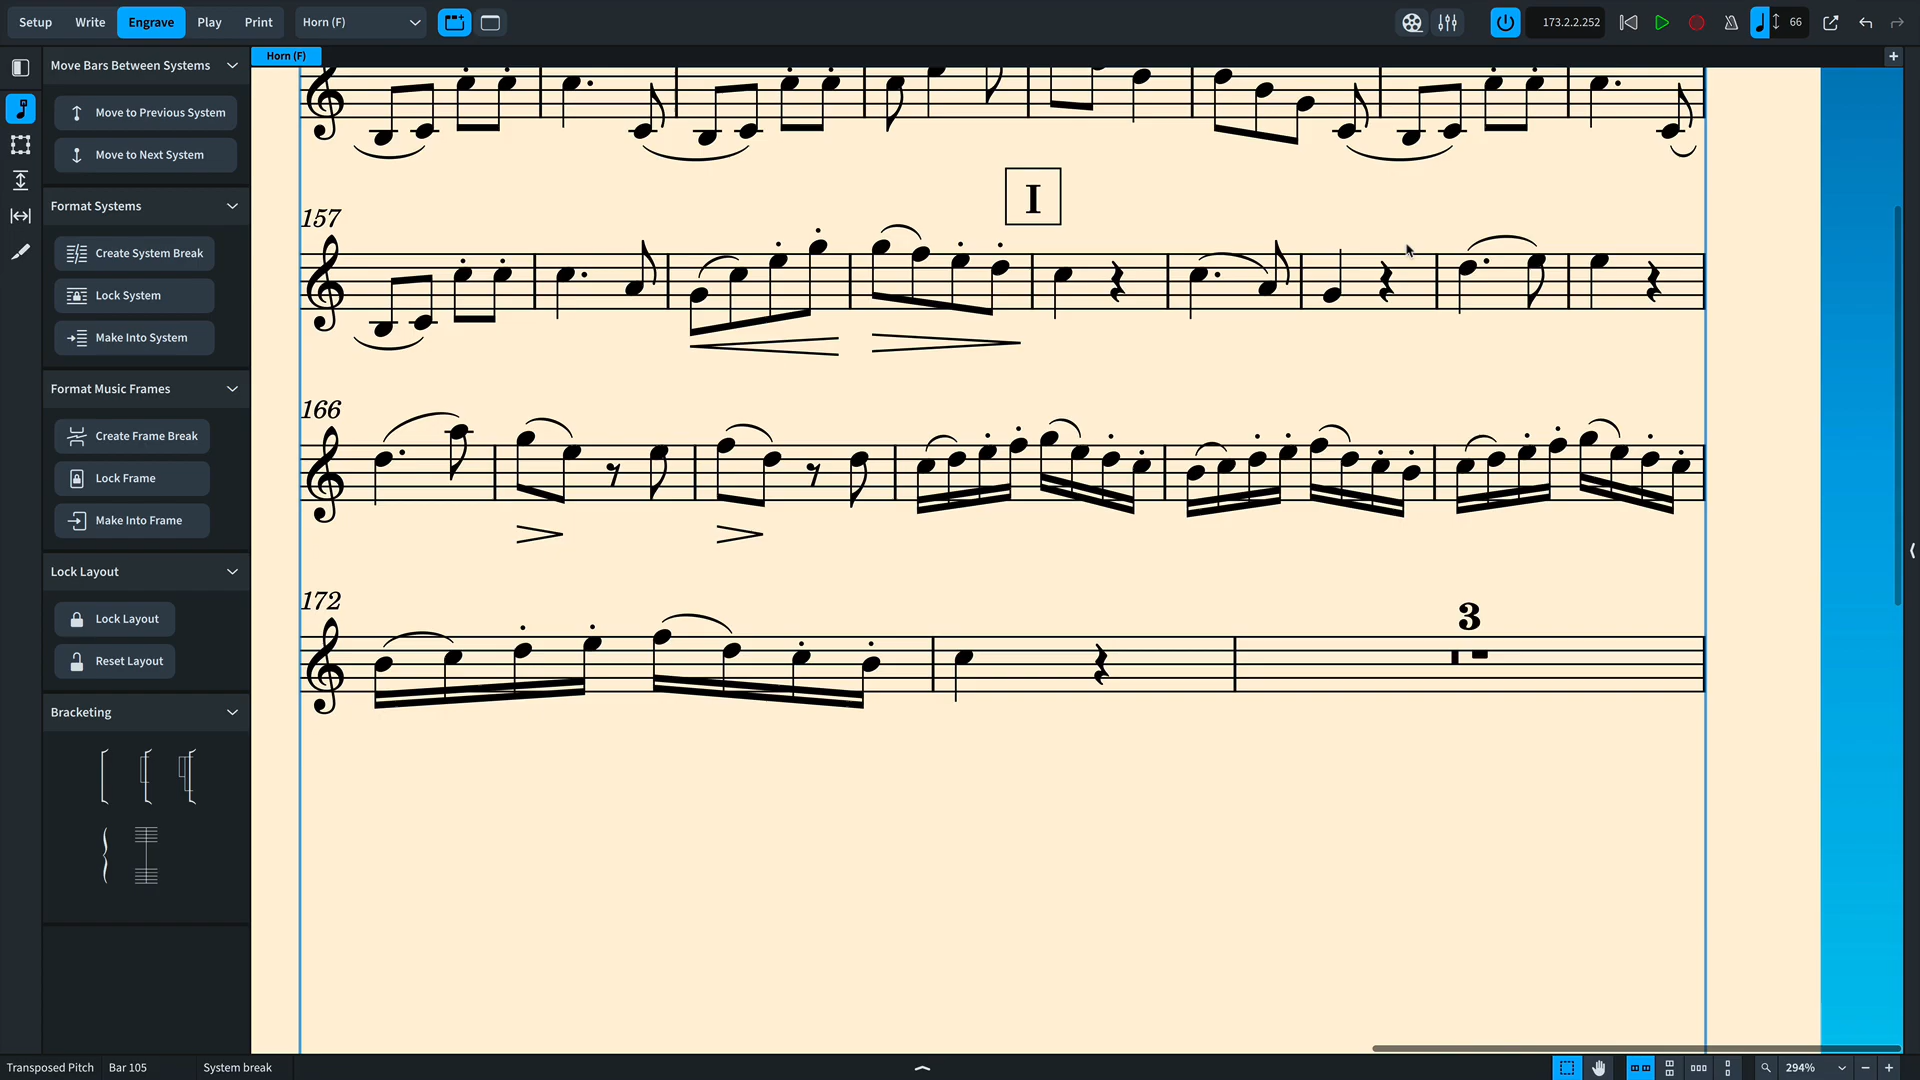 Setup Write Engrave Play Print Horn (F) 173.2.2.252 66
Horn (F)
Move Bars Between Systems
Move to Previous System
Move to Next System
Format Systems
Create System Break
Lock System
Make Into System
Format Music Frames
Create Frame Break
Lock Frame
Make Into Frame
Lock Layout
Lock Layout
Reset Layout
Bracketing
I
157
166
172
3
Transposed Pitch Bar 105 System break 294%